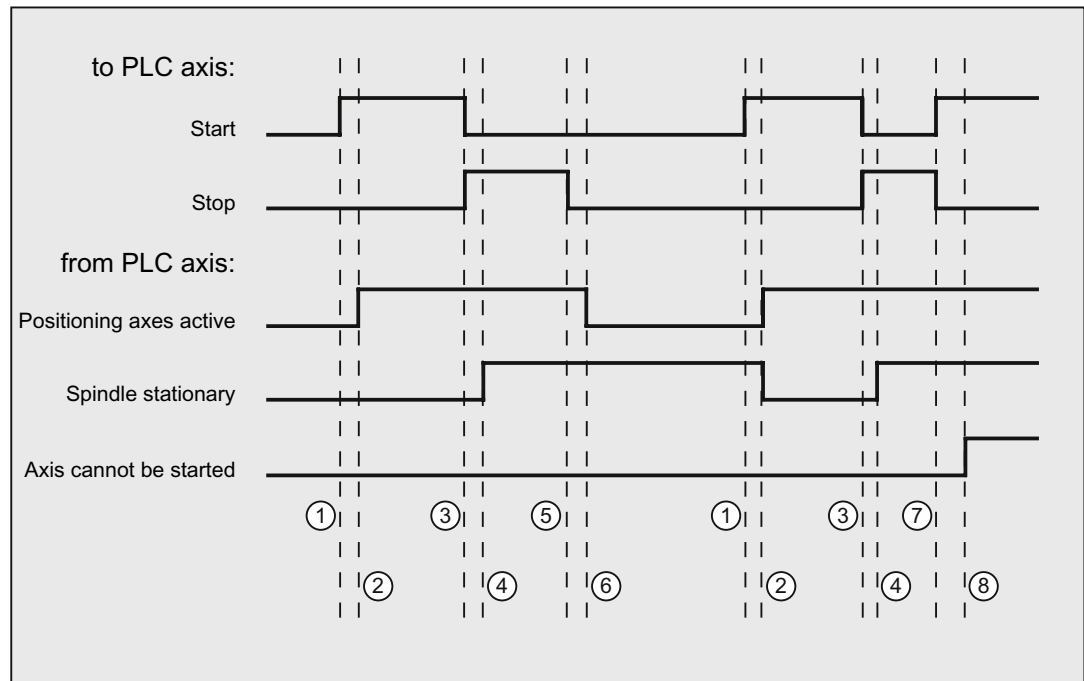 to PLC axis:
Start
Stop
from PLC axis:
Positioning axes active
Spindle stationary
Axis cannot be started
1 3 5 1 3 7
2 4 6 2 4 8